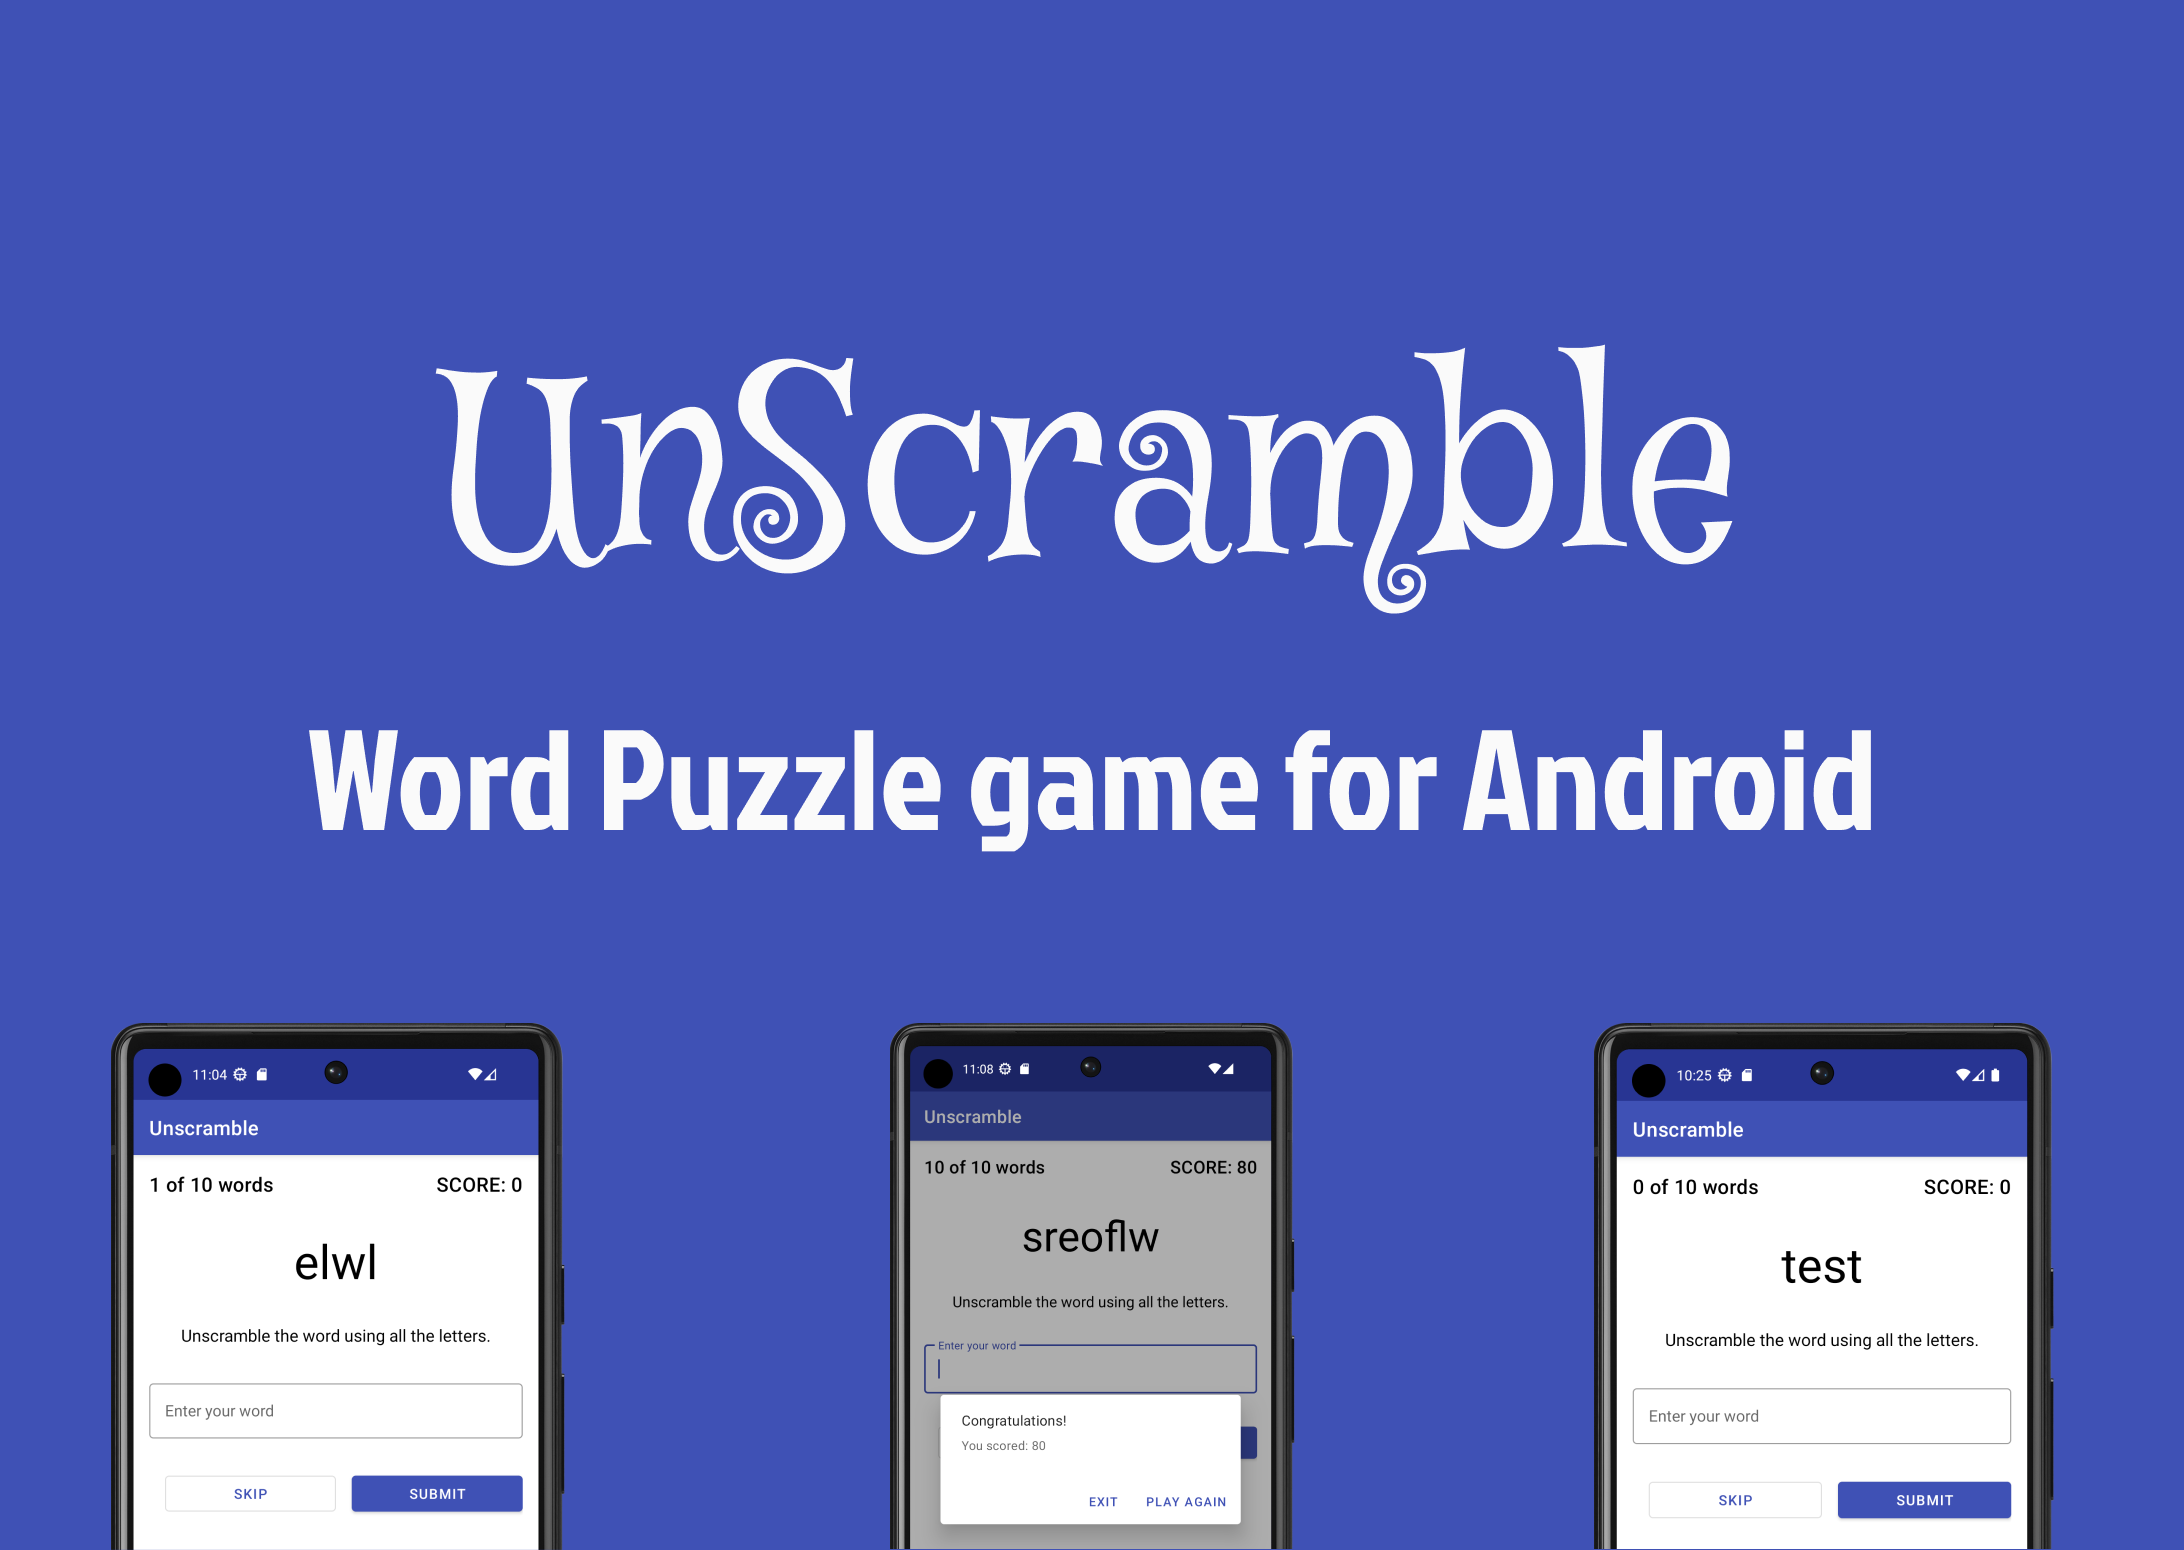 UnScramble
Word Puzzle game for Android
11:04
Unscramble
1 of 10 words SCORE: 0
elwl
Unscramble the word using all the letters.
Enter your word
SKIP SUBMIT
11:08
Unscramble
10 of 10 words SCORE: 80
sreoflw
Unscramble the word using all the letters.
Enter your word
Congratulations!
You scored: 80
EXIT PLAY AGAIN
10:25
Unscramble
0 of 10 words SCORE: 0
test
Unscramble the word using all the letters.
Enter your word
SKIP SUBMIT